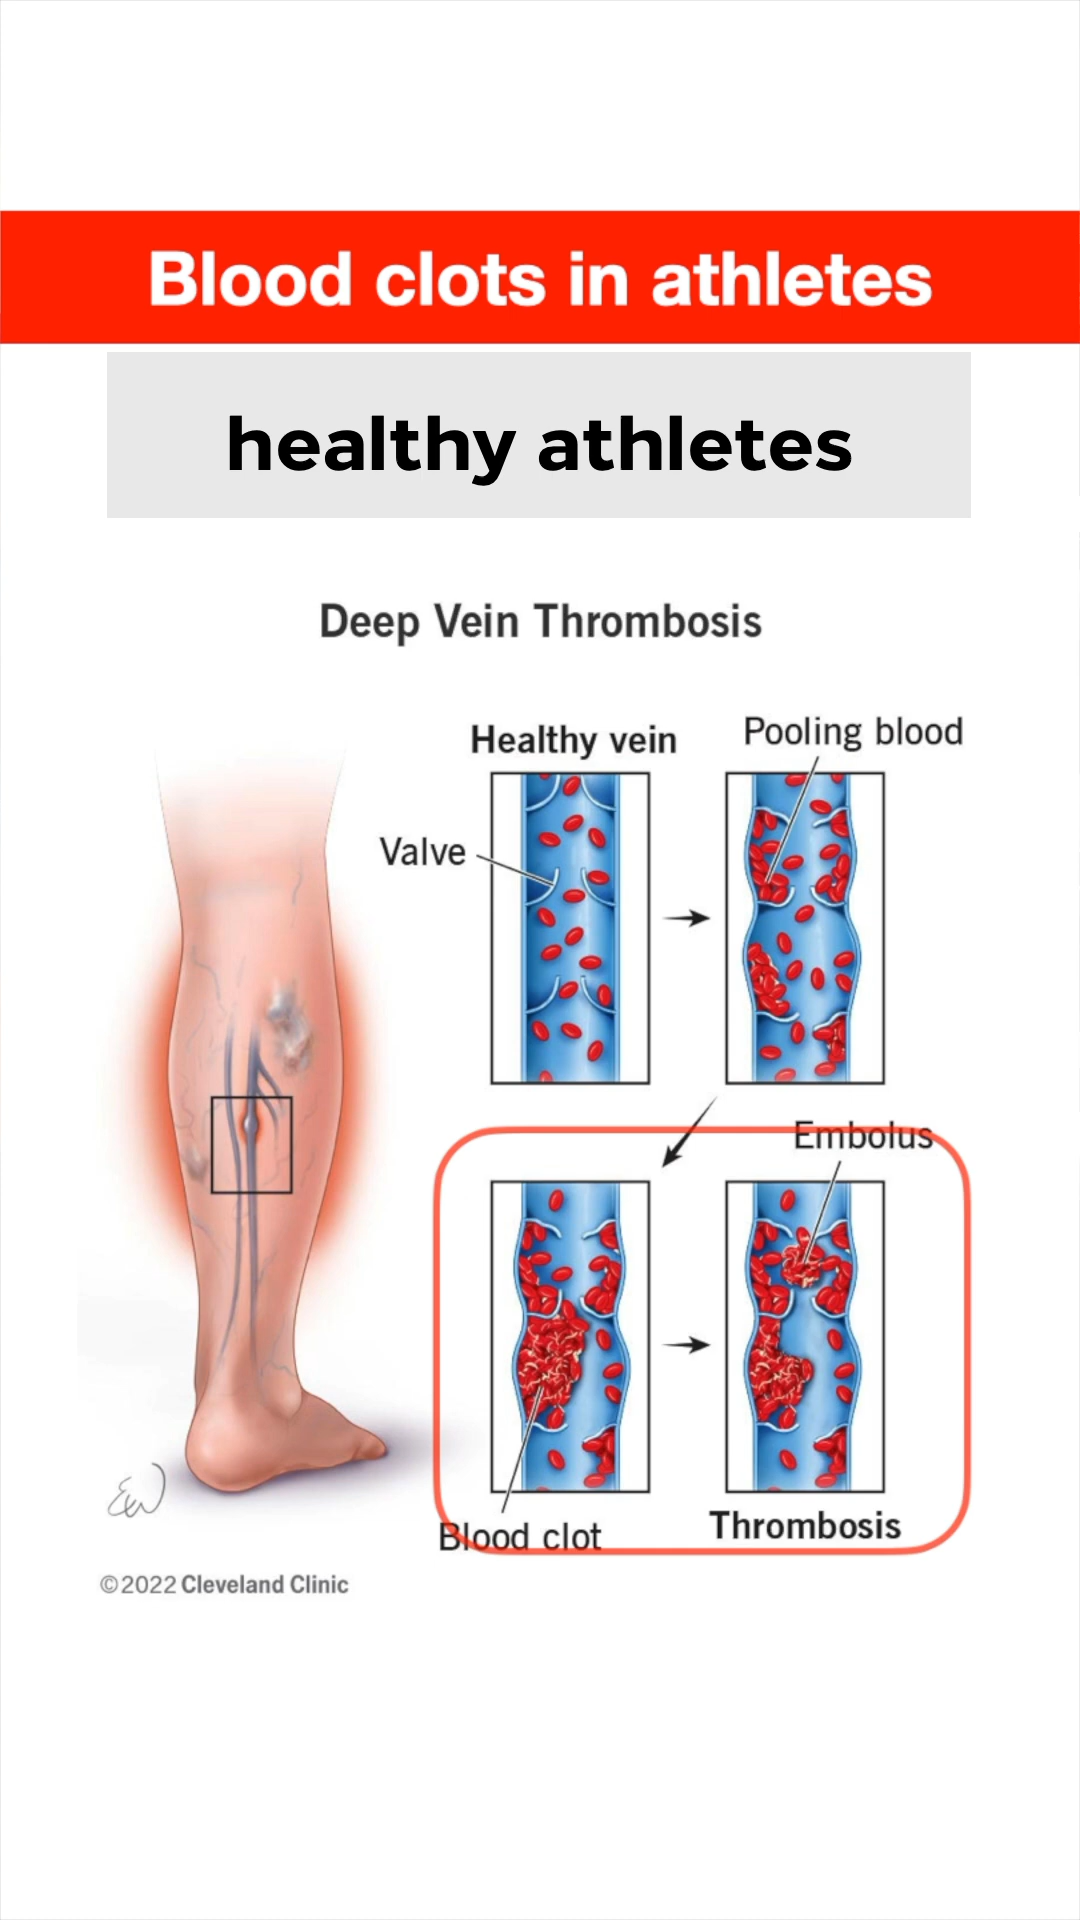 Blood clots in athletes
healthy athletes
Deep Vein Thrombosis
Healthy vein
Pooling blood
Valve
Embolus
Blood clot
Thrombosis
©2022 Cleveland Clinic